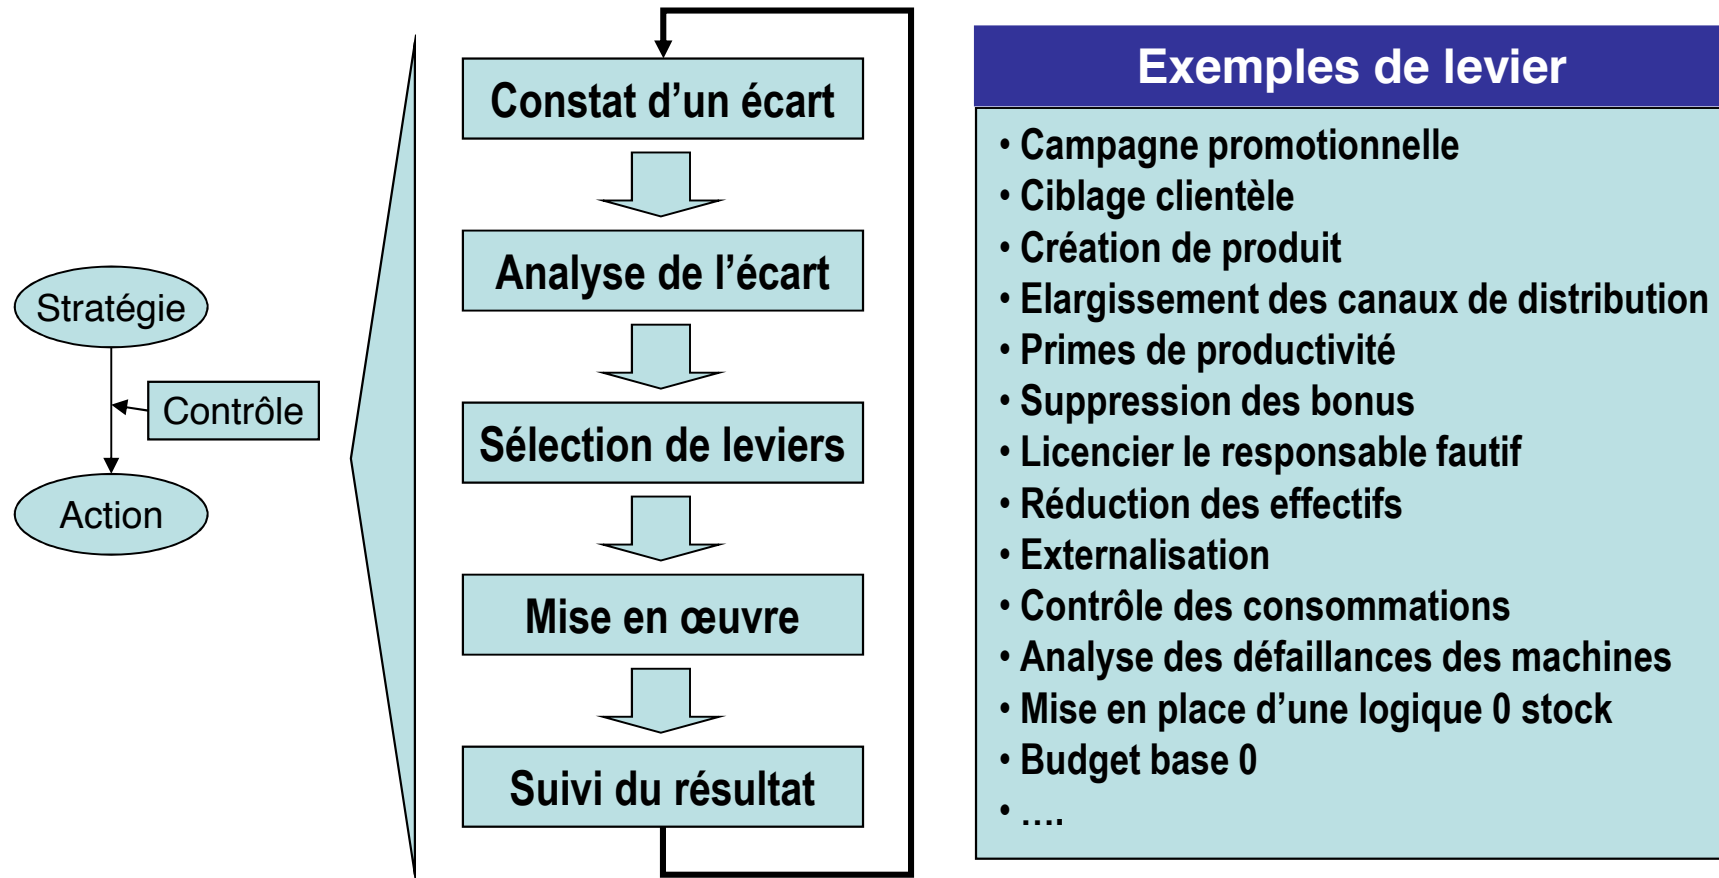 Stratégie
Contrôle
Action
Constat d’un écart
Analyse de l’écart
Sélection de leviers
Mise en œuvre
Suivi du résultat
Exemples de levier
• Campagne promotionnelle
• Ciblage clientèle
• Création de produit
• Elargissement des canaux de distribution
• Primes de productivité
• Suppression des bonus
• Licencier le responsable fautif
• Réduction des effectifs
• Externalisation
• Contrôle des consommations
• Analyse des défaillances des machines
• Mise en place d’une logique 0 stock
• Budget base 0
• ….